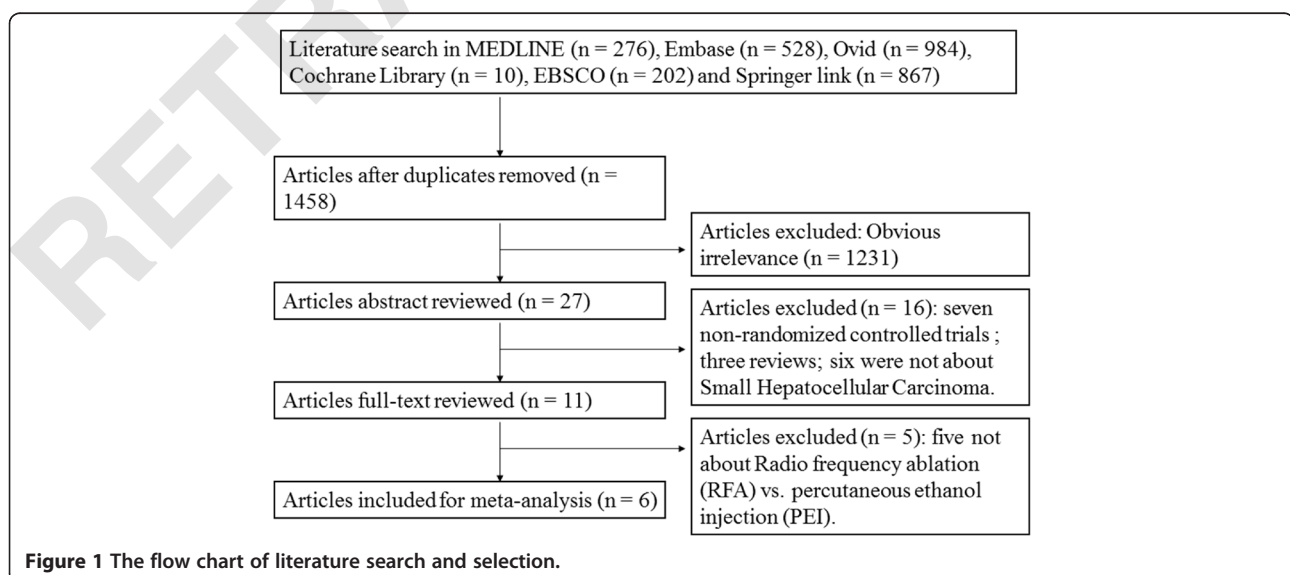 RETRA
Literature search in MEDLINE (n = 276), Embase (n = 528), Ovid (n = 984),
Cochrane Library (n = 10), EBSCO (n = 202) and Springer link (n = 867)
Articles after duplicates removed (n =
1458)
Articles excluded: Obvious
irrelevance (n = 1231)
Articles abstract reviewed (n = 27)
Articles excluded (n = 16): seven
non-randomized controlled trials ;
three reviews; six were not about
Small Hepatocellular Carcinoma.
Articles full-text reviewed (n = 11)
Articles excluded (n = 5): five not
about Radio frequency ablation
(RFA) vs. percutaneous ethanol
injection (PEI).
Articles included for meta-analysis (n = 6)
Figure 1 The flow chart of literature search and selection.